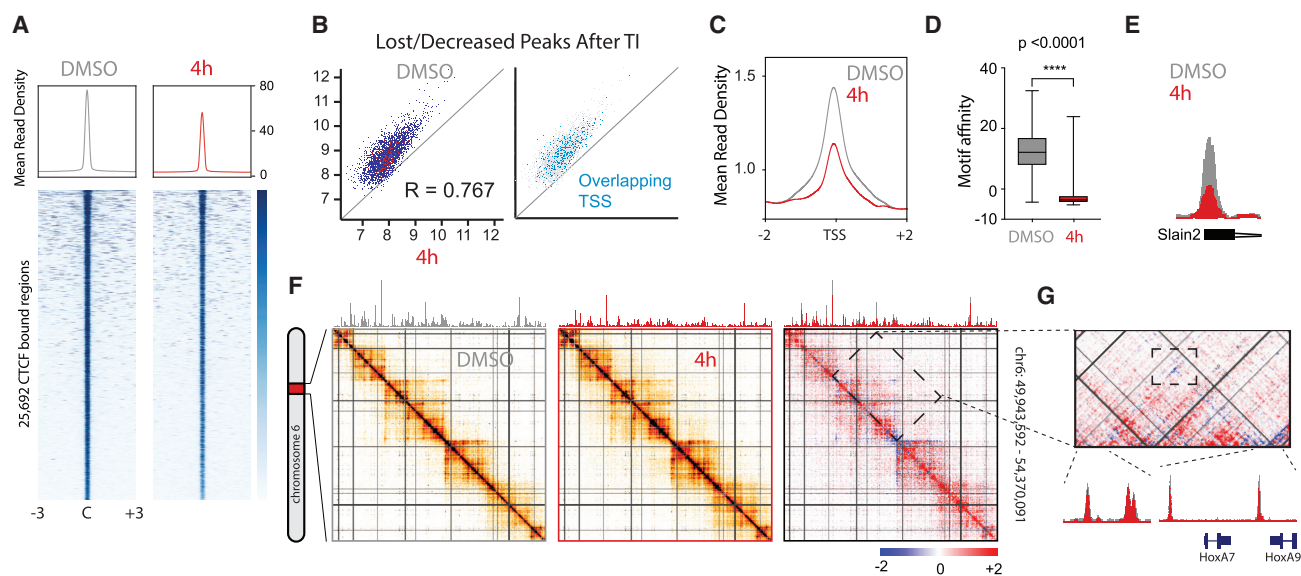 A
DMSO
4h
Mean Read Density
80
40
0
25,692 CTCF bound regions
-3
C
+3
B
Lost/Decreased Peaks After TI
DMSO
12
11
10
9
8
7
R = 0.767
7
8
9
10
11
12
4h
Overlapping
TSS
C
DMSO
4h
Mean Read Density
1.5
1.0
-2
TSS
+2
D
p <0.0001
****
Motif affinity
40
20
0
-10
DMSO
4h
E
DMSO
4h
Slain2
F
chromosome 6
DMSO
4h
-2
0
+2
G
chr6: 49,943,692 - 54,370,091
HoxA7
HoxA9